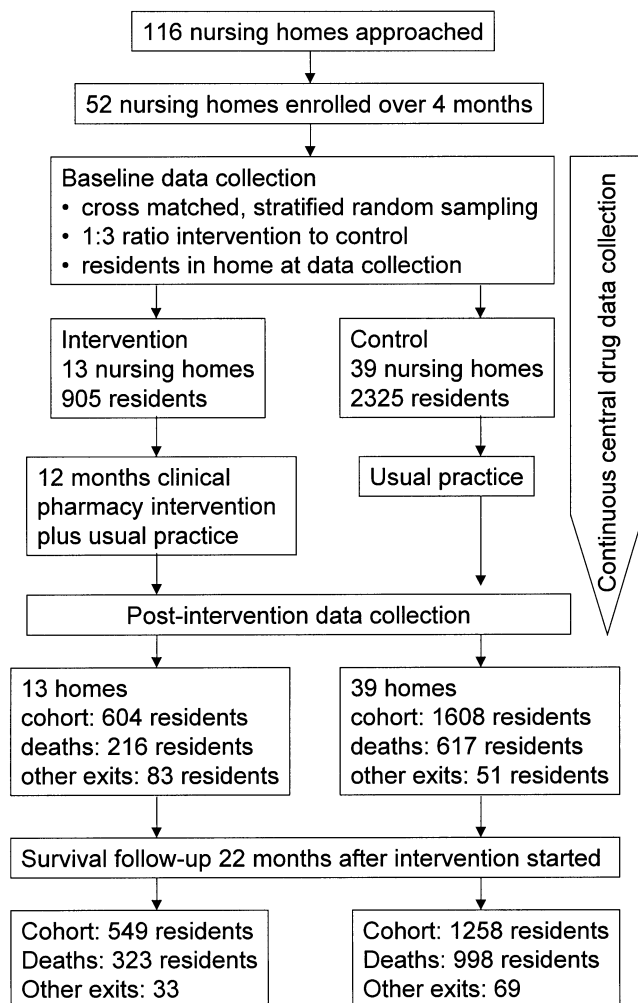 116 nursing homes approached
52 nursing homes enrolled over 4 months
Baseline data collection
• cross matched, stratified random sampling
• 1:3 ratio intervention to control
• residents in home at data collection
Continuous central drug data collection
Intervention
13 nursing homes
905 residents
Control
39 nursing homes
2325 residents
12 months clinical
pharmacy intervention
plus usual practice
Usual practice
Post-intervention data collection
13 homes
cohort: 604 residents
deaths: 216 residents
other exits: 83 residents
39 homes
cohort: 1608 residents
deaths: 617 residents
other exits: 51 residents
Survival follow-up 22 months after intervention started
Cohort: 549 residents
Deaths: 323 residents
Other exits: 33
Cohort: 1258 residents
Deaths: 998 residents
Other exits: 69